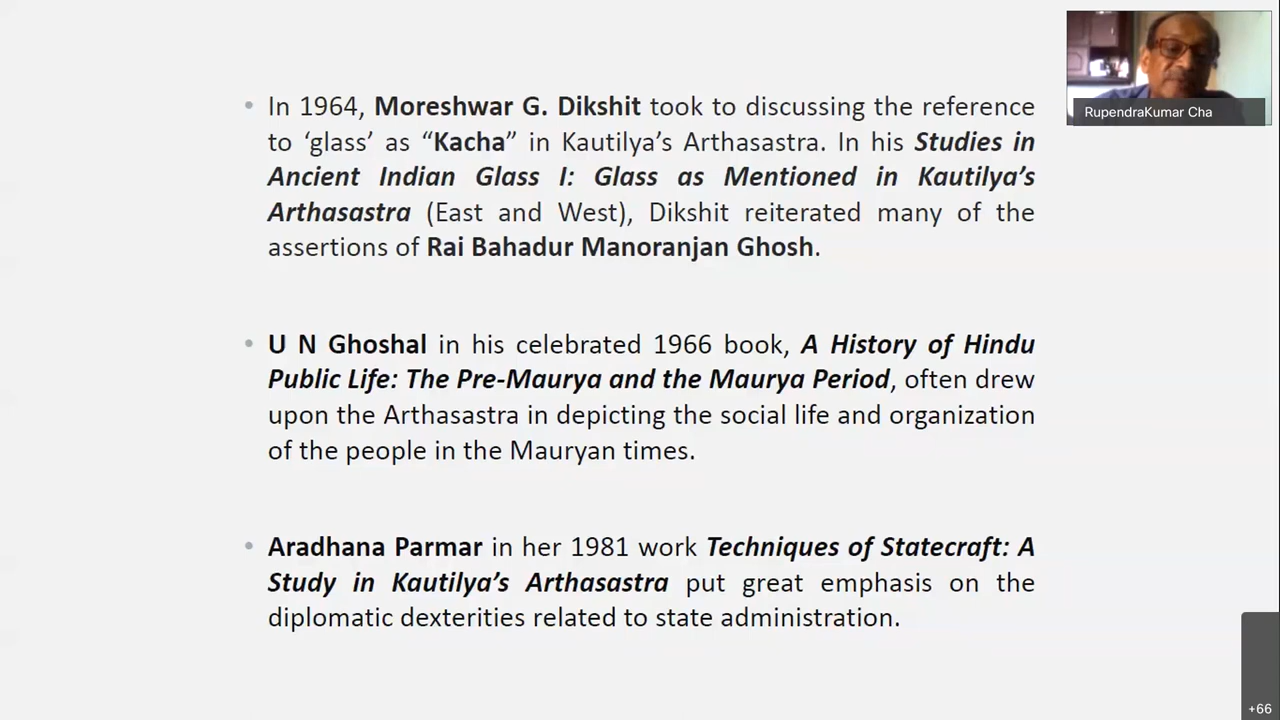 • In 1964, Moreshwar G. Dikshit took to discussing the reference
to ‘glass’ as “Kacha” in Kautilya’s Arthasastra. In his Studies in
Ancient Indian Glass I: Glass as Mentioned in Kautilya’s
Arthasastra (East and West), Dikshit reiterated many of the
assertions of Rai Bahadur Manoranjan Ghosh.
• U N Ghoshal in his celebrated 1966 book, A History of Hindu
Public Life: The Pre-Maurya and the Maurya Period, often drew
upon the Arthasastra in depicting the social life and organization
of the people in the Mauryan times.
• Aradhana Parmar in her 1981 work Techniques of Statecraft: A
Study in Kautilya’s Arthasastra put great emphasis on the
diplomatic dexterities related to state administration.
RupendraKumar Cha
+66